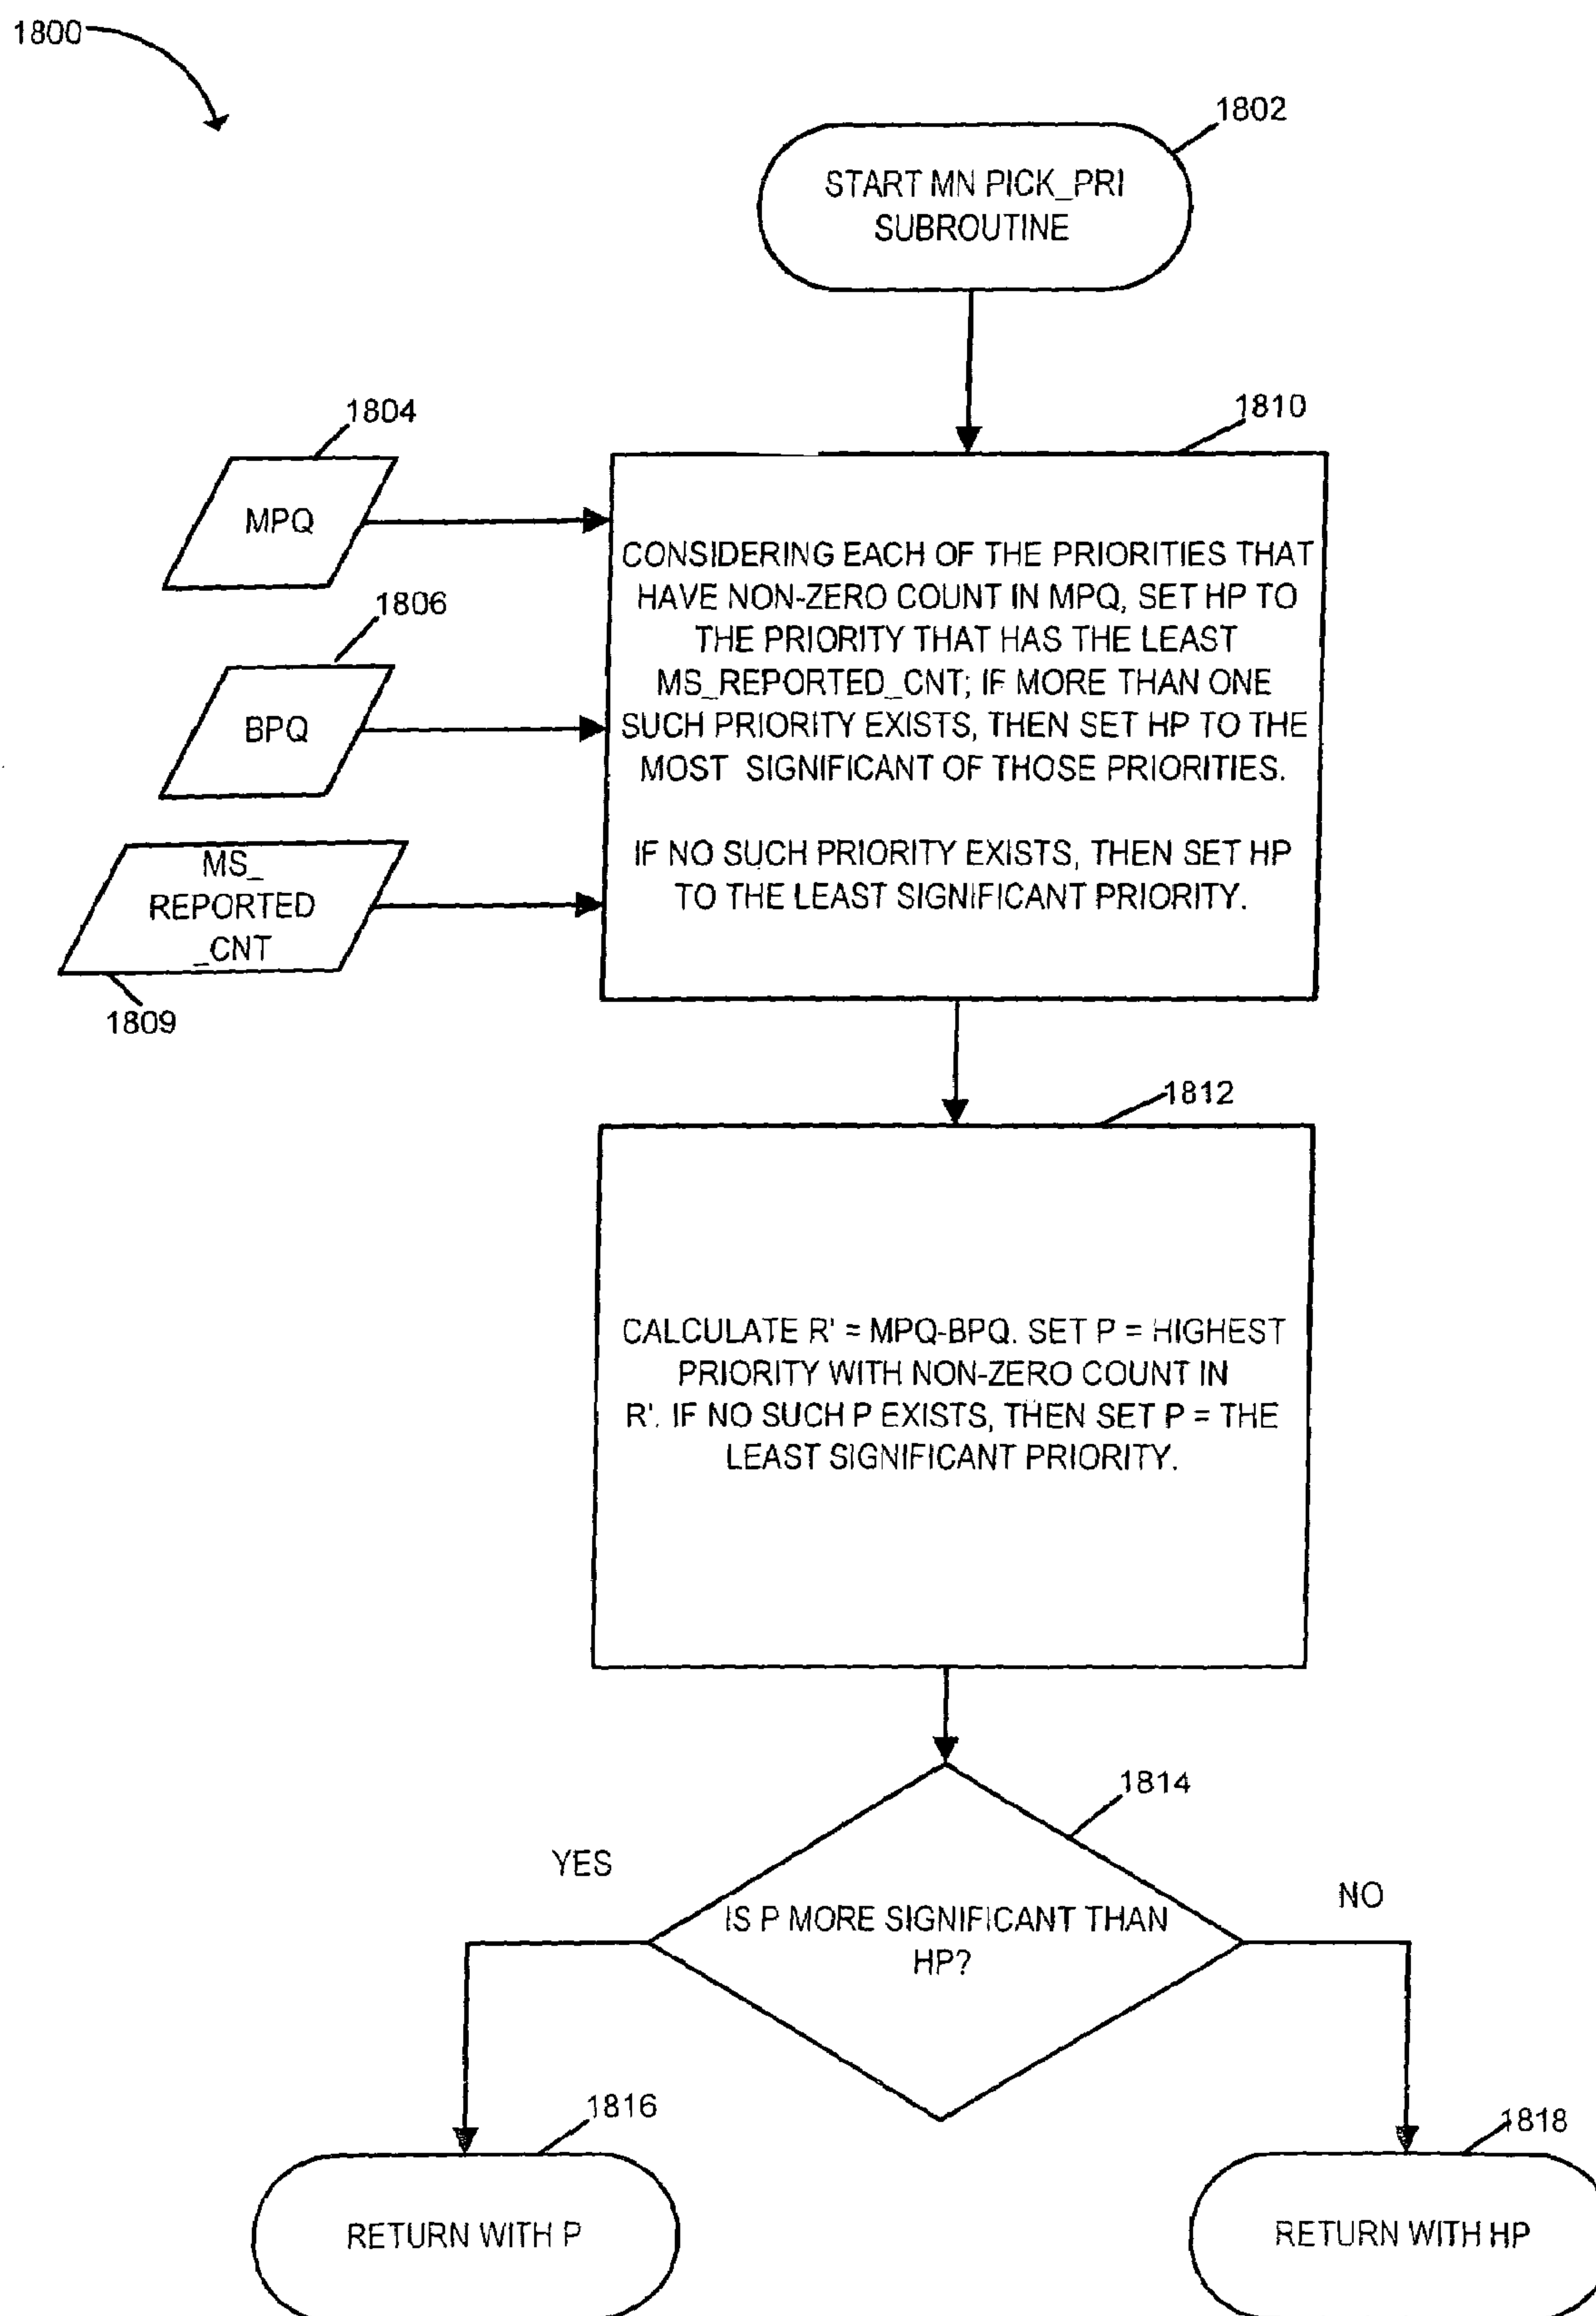 1800
1802
START MN PICK_PRI
SUBROUTINE
1804
MPQ
1806
BPQ
MS_
REPORTED
_CNT
1809
1810
CONSIDERING EACH OF THE PRIORITIES THAT
HAVE NON-ZERO COUNT IN MPQ, SET HP TO
THE PRIORITY THAT HAS THE LEAST
MS_REPORTED_CNT; IF MORE THAN ONE
SUCH PRIORITY EXISTS, THEN SET HP TO THE
MOST SIGNIFICANT OF THOSE PRIORITIES.
IF NO SUCH PRIORITY EXISTS, THEN SET HP
TO THE LEAST SIGNIFICANT PRIORITY.
1812
CALCULATE R' = MPQ-BPQ. SET P = HIGHEST
PRIORITY WITH NON-ZERO COUNT IN
R'. IF NO SUCH P EXISTS, THEN SET P = THE
LEAST SIGNIFICANT PRIORITY.
1814
YES
NO
IS P MORE SIGNIFICANT THAN
HP?
1816
RETURN WITH P
1818
RETURN WITH HP